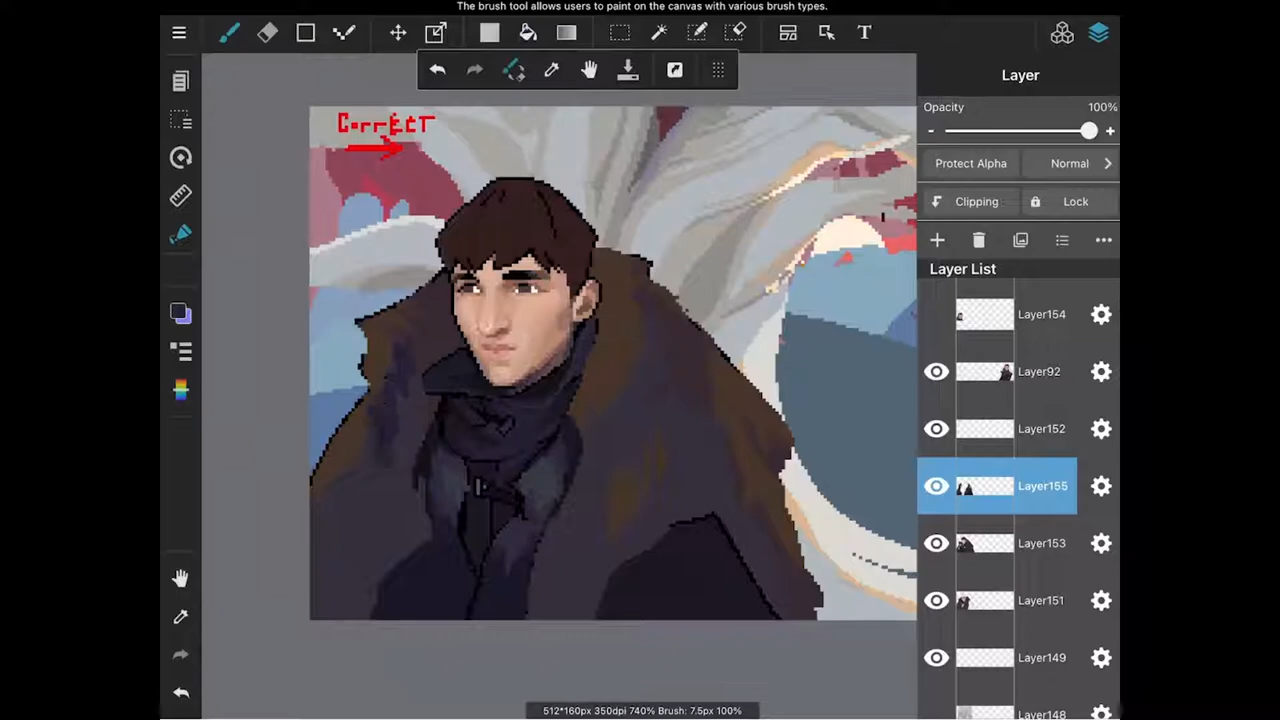 The brush tool allows users to paint on the canvas with various brush types.
T
Layer
Opacity 100%
- +
Protect Alpha Normal
Clipping Lock
Layer List
CorrECT
Layer154
Layer92
Layer152
Layer155
Layer153
Layer151
Layer149
Layer148
512*160px 350dpi 740% Brush: 7.5px 100%